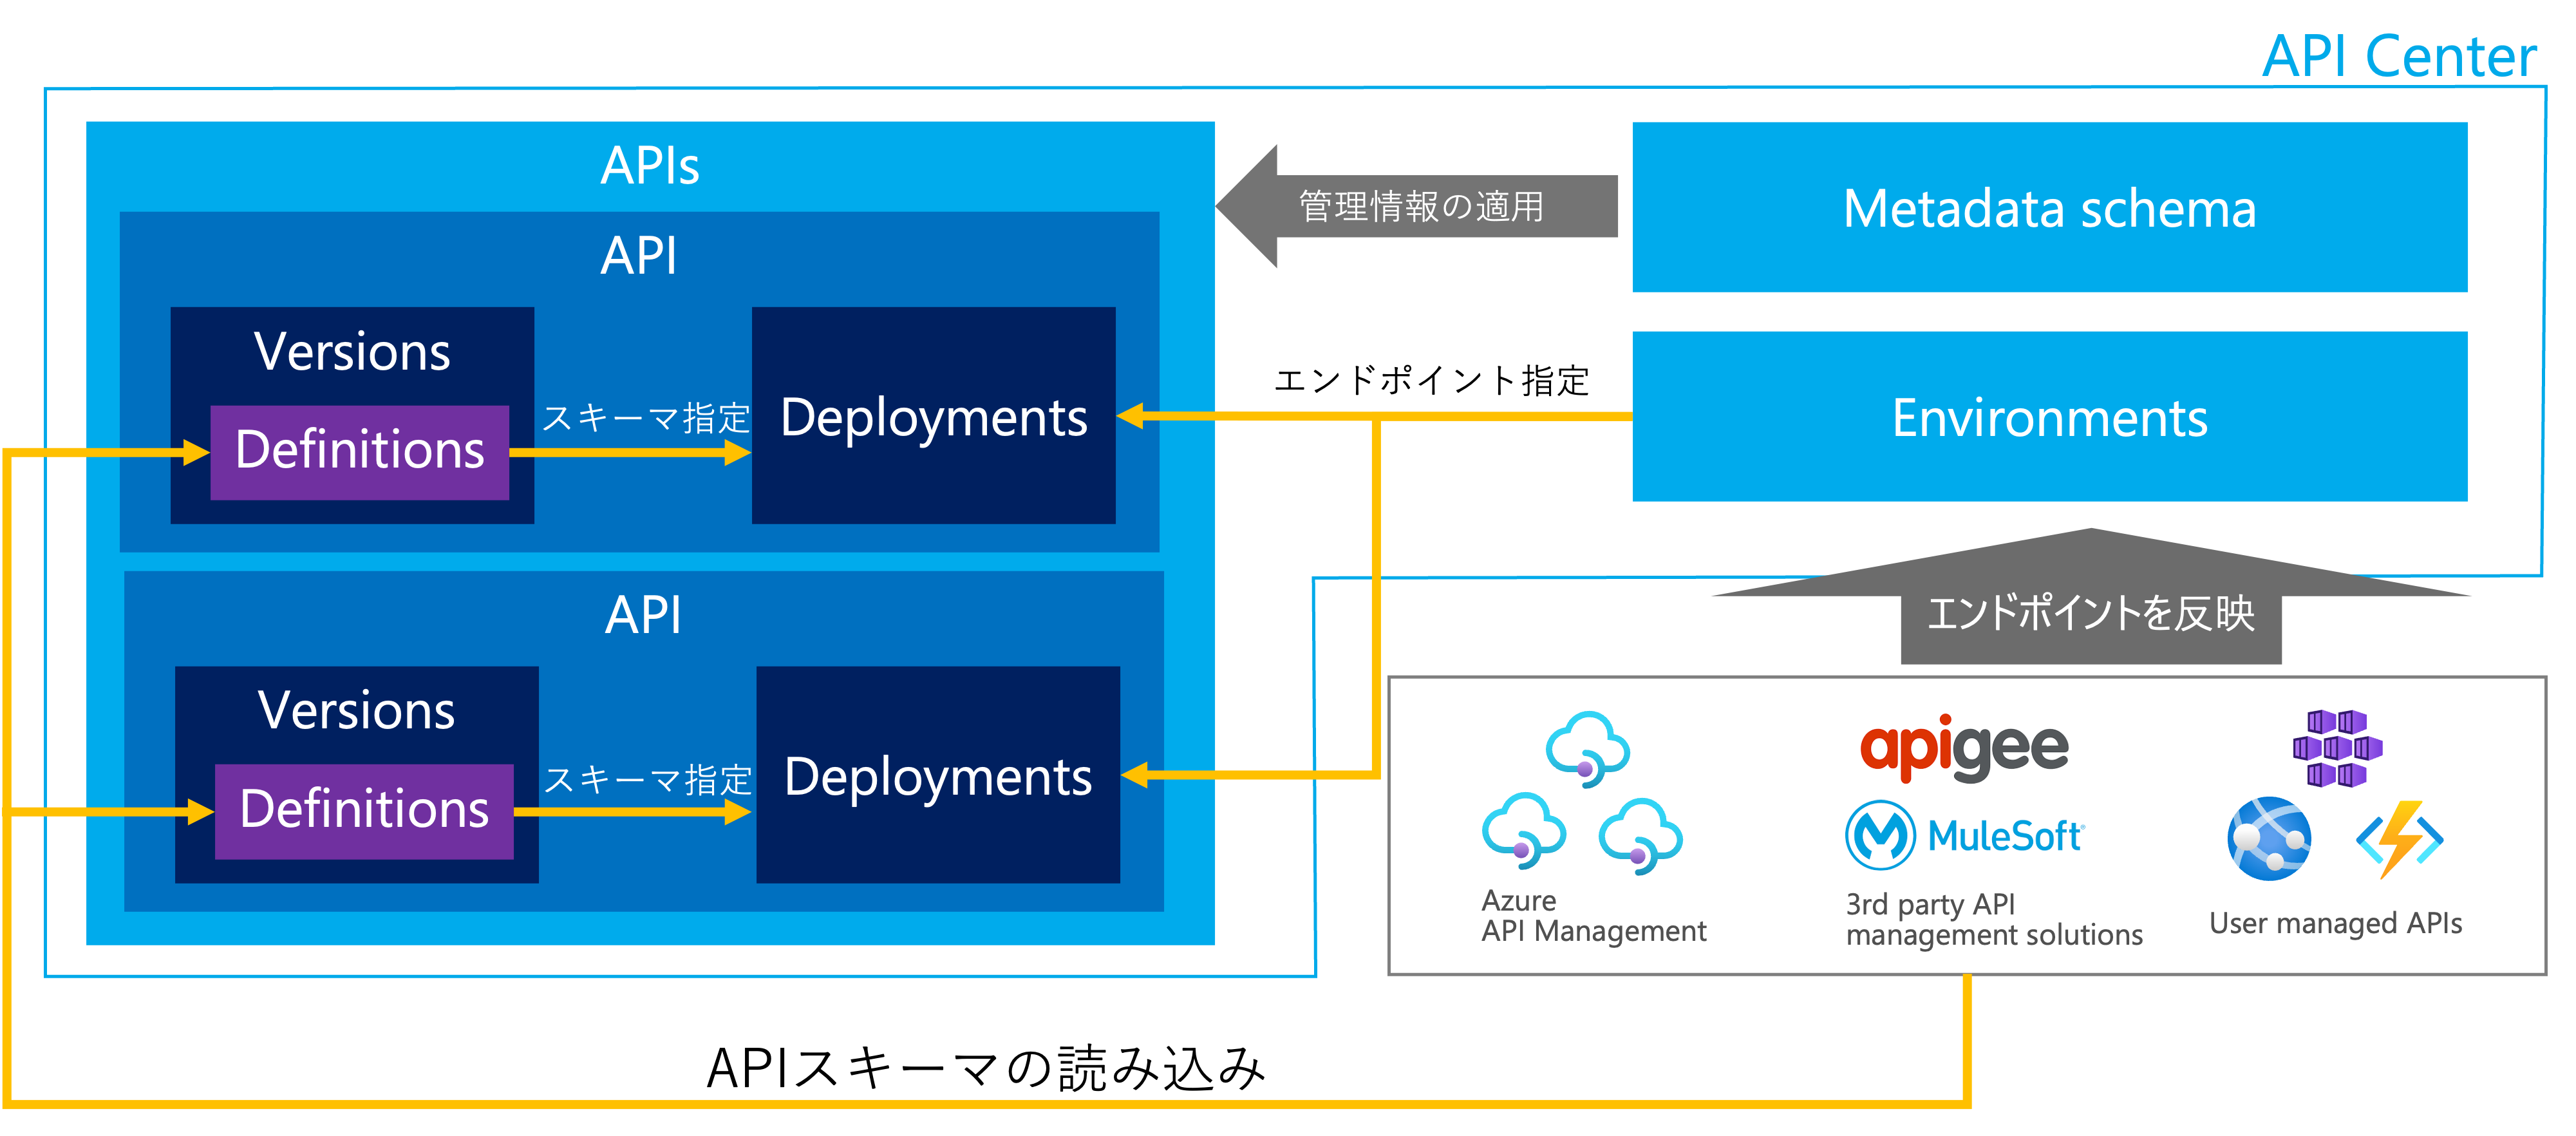 API Center
APIs
API
Versions
Definitions
スキーマ指定
Deployments
API
Versions
Definitions
スキーマ指定
Deployments
管理情報の適用
Metadata schema
エンドポイント指定
Environments
エンドポイントを反映
Azure
API Management
apigee
MuleSoft
3rd party API
management solutions
User managed APIs
APIスキーマの読み込み